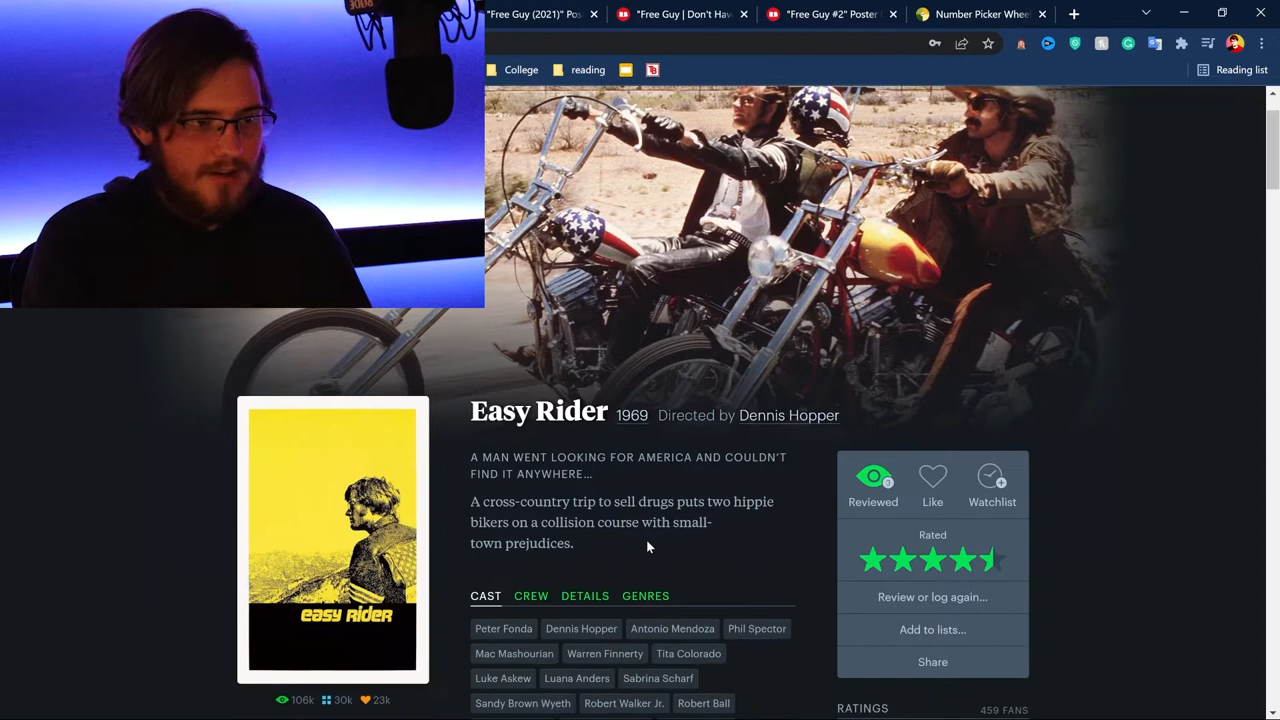 RØDE
"Free Guy (2021)" Pos
"Free Guy | Don't Hav
"Free Guy #2" Poster
Number Picker Whee
College
reading
Reading list
Easy Rider 1969 Directed by Dennis Hopper
A MAN WENT LOOKING FOR AMERICA AND COULDN'T
FIND IT ANYWHERE…
A cross-country trip to sell drugs puts two hippie
bikers on a collision course with small-
town prejudices.
3
Reviewed
Like
Watchlist
Rated
Review or log again…
Add to lists…
Share
easy rider
CAST CREW DETAILS GENRES
Peter Fonda Dennis Hopper Antonio Mendoza Phil Spector
Mac Mashourian Warren Finnerty Tita Colorado
Luke Askew Luana Anders Sabrina Scharf
Sandy Brown Wyeth Robert Walker Jr. Robert Ball
106k 30k 23k
RATINGS 459 FANS